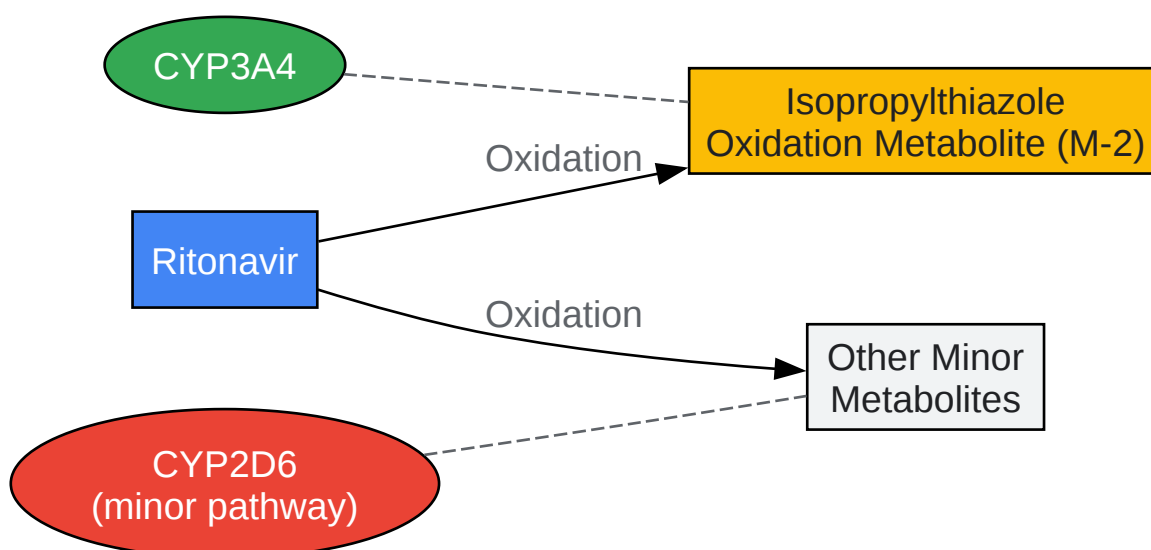 CYP3A4
Isopropylthiazole
Oxidation Metabolite (M-2)
Oxidation
Ritonavir
Oxidation
Other Minor
Metabolites
CYP2D6
(minor pathway)